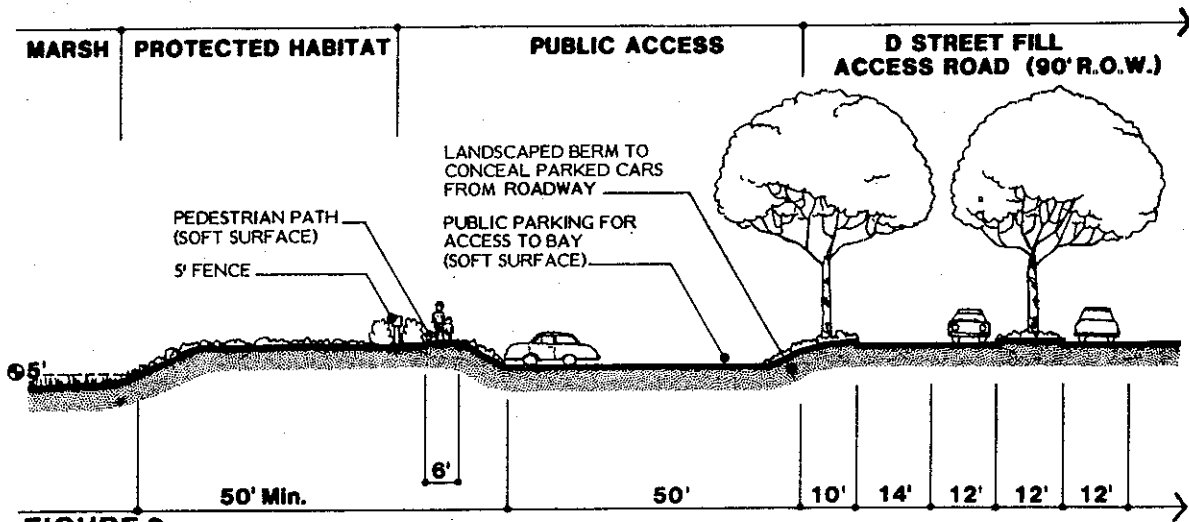 MARSH
PROTECTED HABITAT
PUBLIC ACCESS
D STREET FILL
ACCESS ROAD (90' R.O.W.)
LANDSCAPED BERM TO
CONCEAL PARKED CARS
FROM ROADWAY
PEDESTRIAN PATH
(SOFT SURFACE)
PUBLIC PARKING FOR
ACCESS TO BAY
(SOFT SURFACE)
5' FENCE
5'
6'
50' Min.
50'
10'
14'
12'
12'
12'